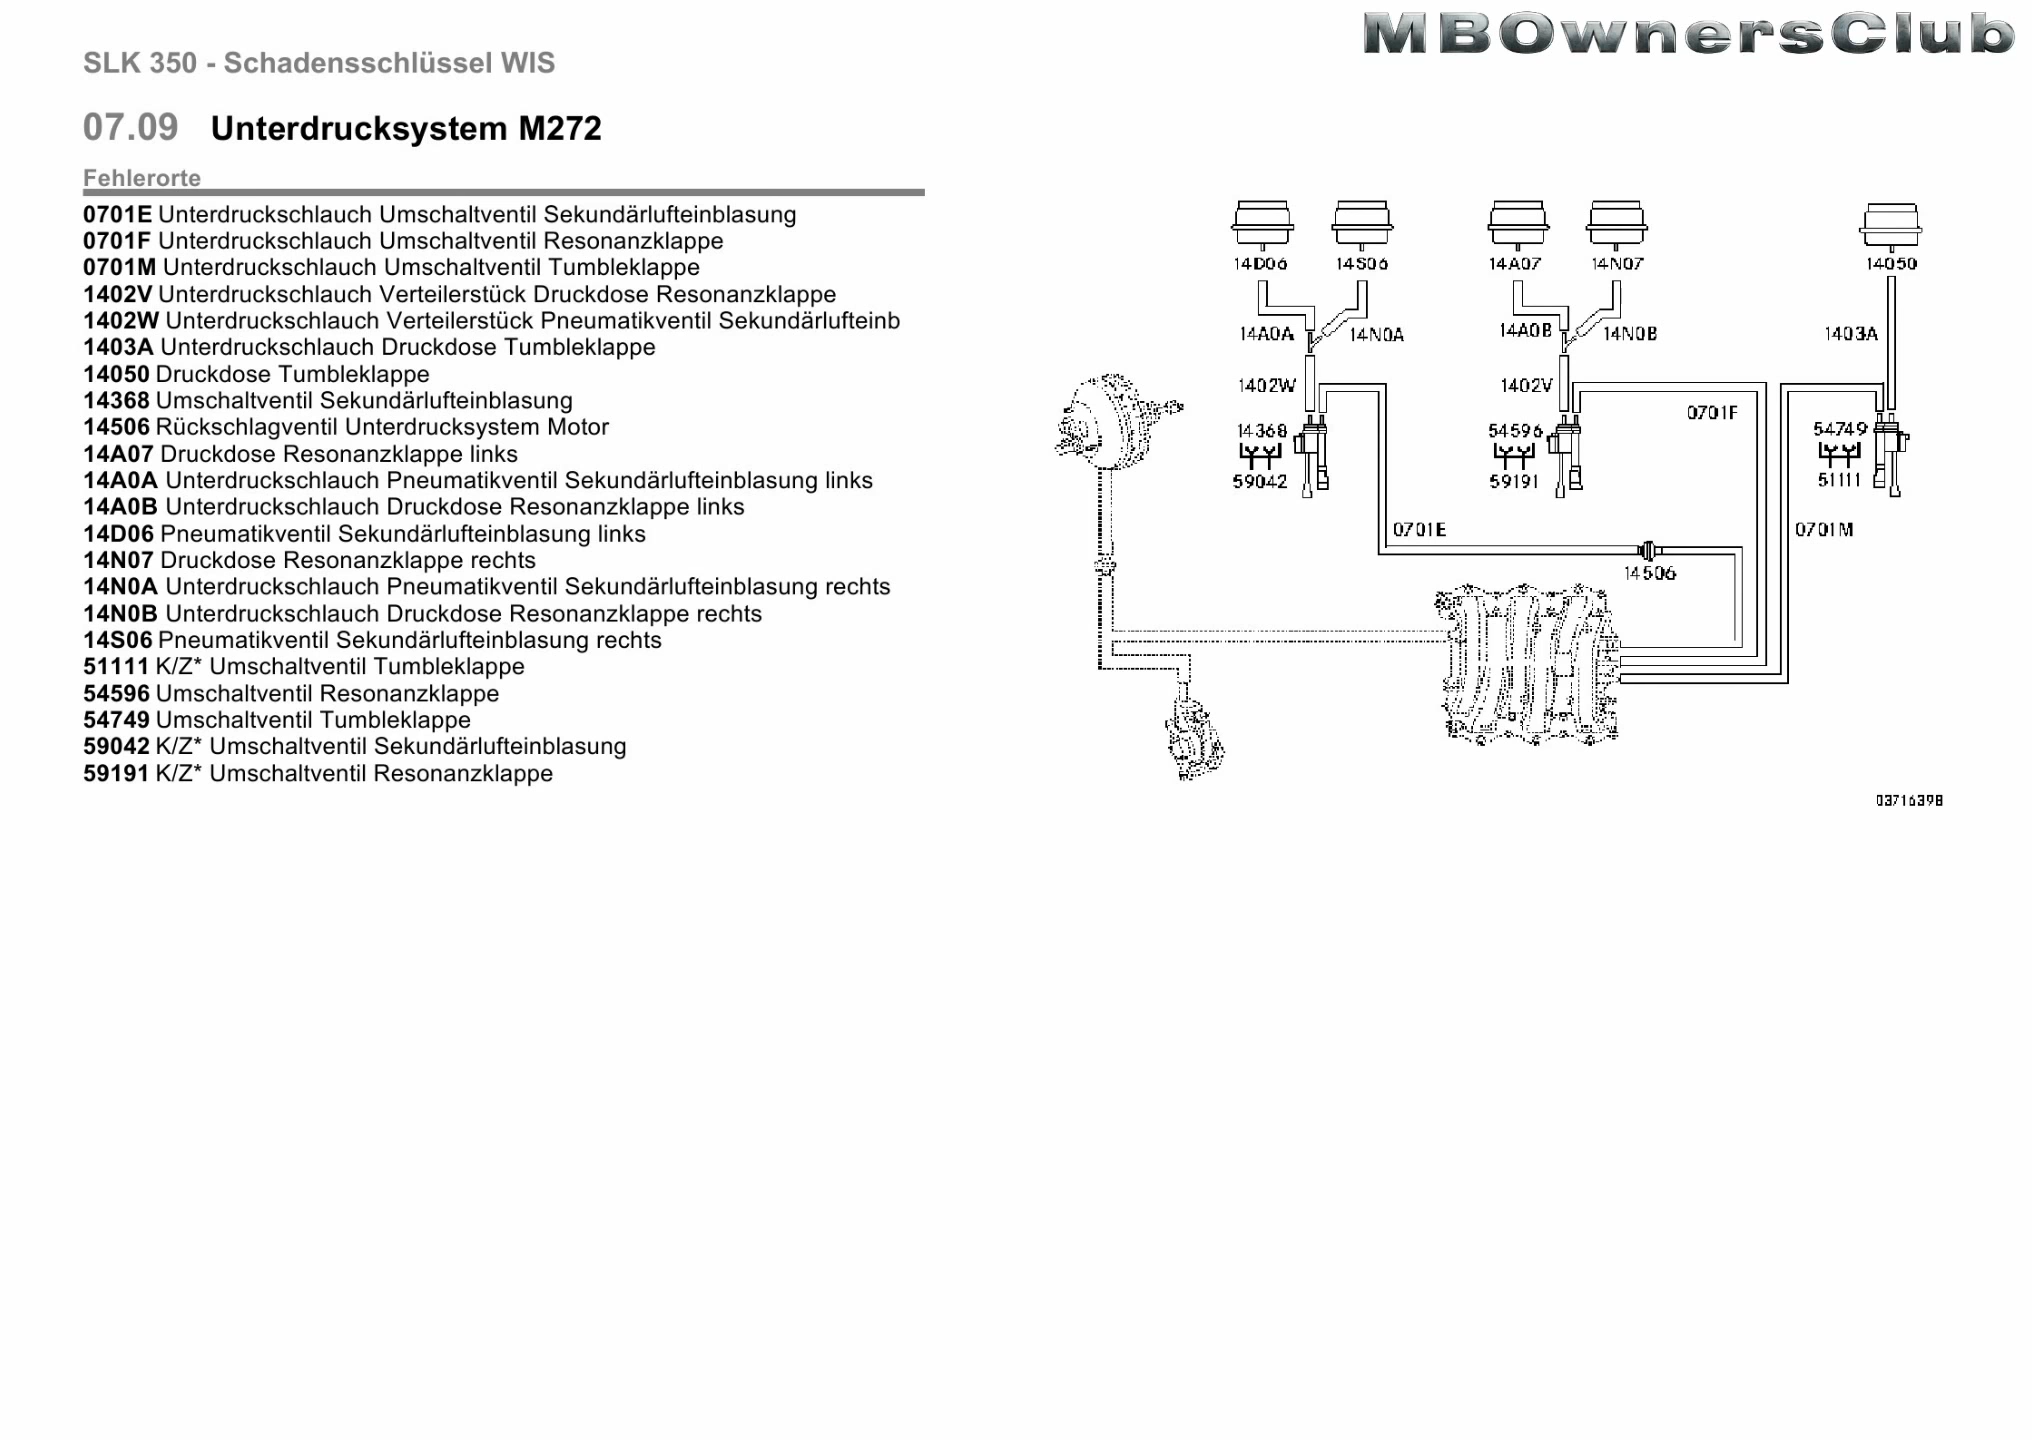 MBOwnersClub
SLK 350 - Schadensschlüssel WIS
07.09 Unterdrucksystem M272
Fehlerorte
0701E Unterdruckschlauch Umschaltventil Sekundärlufteinblasung
0701F Unterdruckschlauch Umschaltventil Resonanzklappe
0701M Unterdruckschlauch Umschaltventil Tumbleklappe
1402V Unterdruckschlauch Verteilerstück Druckdose Resonanzklappe
1402W Unterdruckschlauch Verteilerstück Pneumatikventil Sekundärlufteinb
1403A Unterdruckschlauch Druckdose Tumbleklappe
14050 Druckdose Tumbleklappe
14368 Umschaltventil Sekundärlufteinblasung
14506 Rückschlagventil Unterdrucksystem Motor
14A07 Druckdose Resonanzklappe links
14A0A Unterdruckschlauch Pneumatikventil Sekundärlufteinblasung links
14A0B Unterdruckschlauch Druckdose Resonanzklappe links
14D06 Pneumatikventil Sekundärlufteinblasung links
14N07 Druckdose Resonanzklappe rechts
14N0A Unterdruckschlauch Pneumatikventil Sekundärlufteinblasung rechts
14N0B Unterdruckschlauch Druckdose Resonanzklappe rechts
14S06 Pneumatikventil Sekundärlufteinblasung rechts
51111 K/Z* Umschaltventil Tumbleklappe
54596 Umschaltventil Resonanzklappe
54749 Umschaltventil Tumbleklappe
59042 K/Z* Umschaltventil Sekundärlufteinblasung
59191 K/Z* Umschaltventil Resonanzklappe
14D06 14S06 14A07 14N07 14050
14A0A 14N0A 14A0B 14N0B 1403A
1402W 1402V
0701F
14368 54596 54749
59042 59191 51111
0701E 0701M
14506
03716398